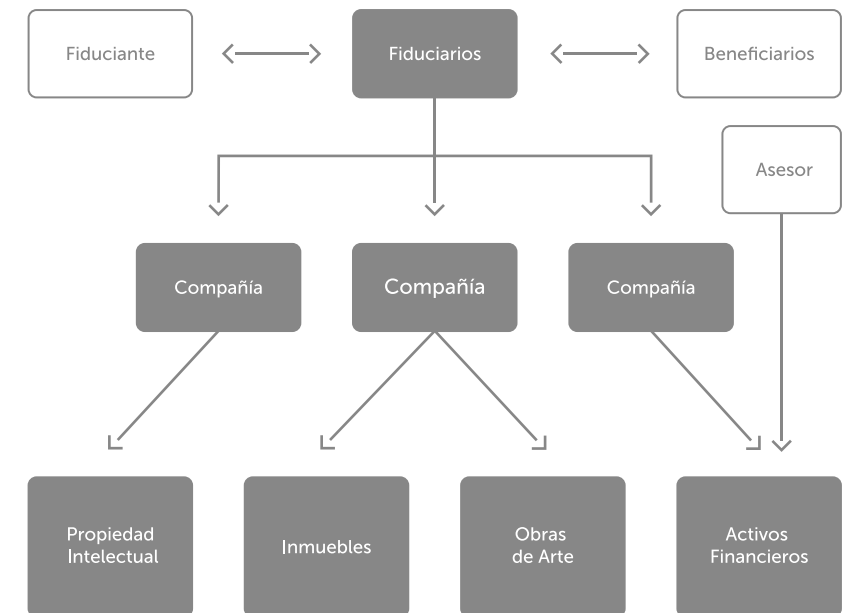 Fiduciante
Fiduciarios
Beneficiarios
Asesor
Compañía
Compañía
Compañía
Propiedad
Intelectual
Inmuebles
Obras
de Arte
Activos
Financieros